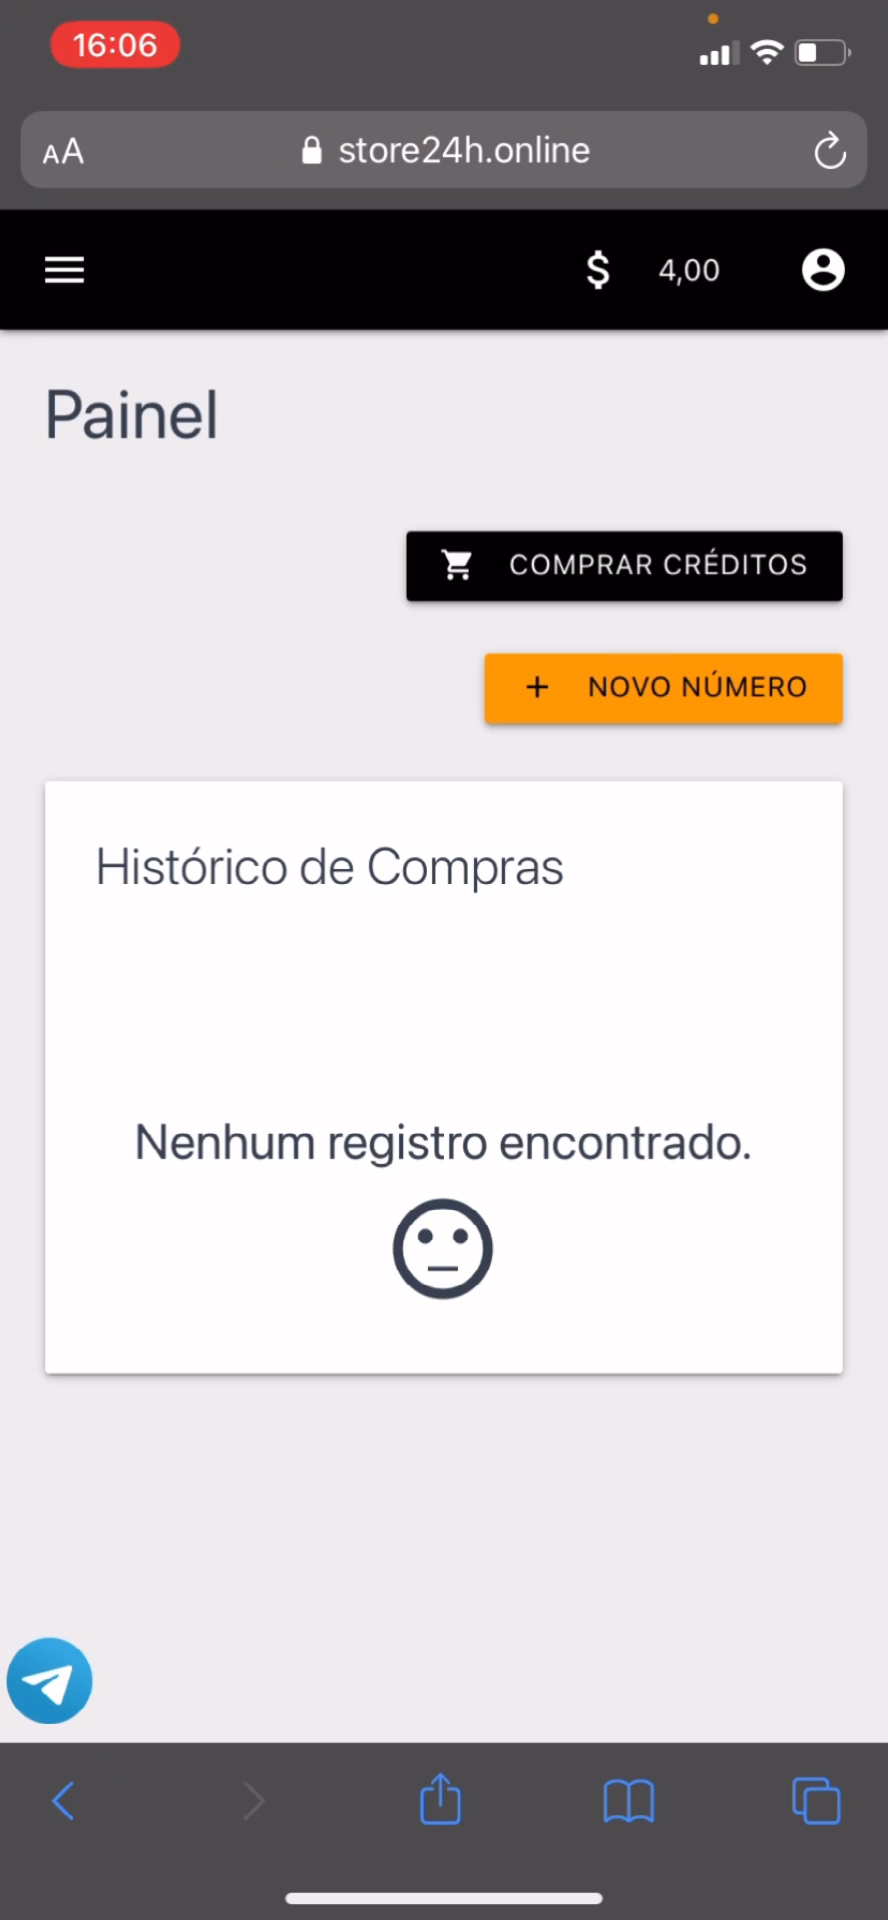 16:06
AA
store24h.online
$ 4,00
Painel
COMPRAR CRÉDITOS
+ NOVO NÚMERO
Histórico de Compras
Nenhum registro encontrado.